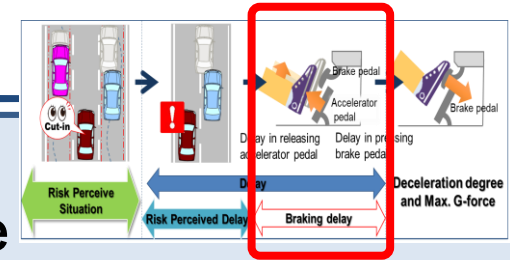 Cut-in
!
Brake pedal
Accelerator
pedal
Brake pedal
Delay in releasing
accelerator pedal
Delay in pressing
brake pedal
Risk Perceive
Situation
Delay
Risk Perceived Delay
Braking delay
Deceleration degree
and Max. G-force
e